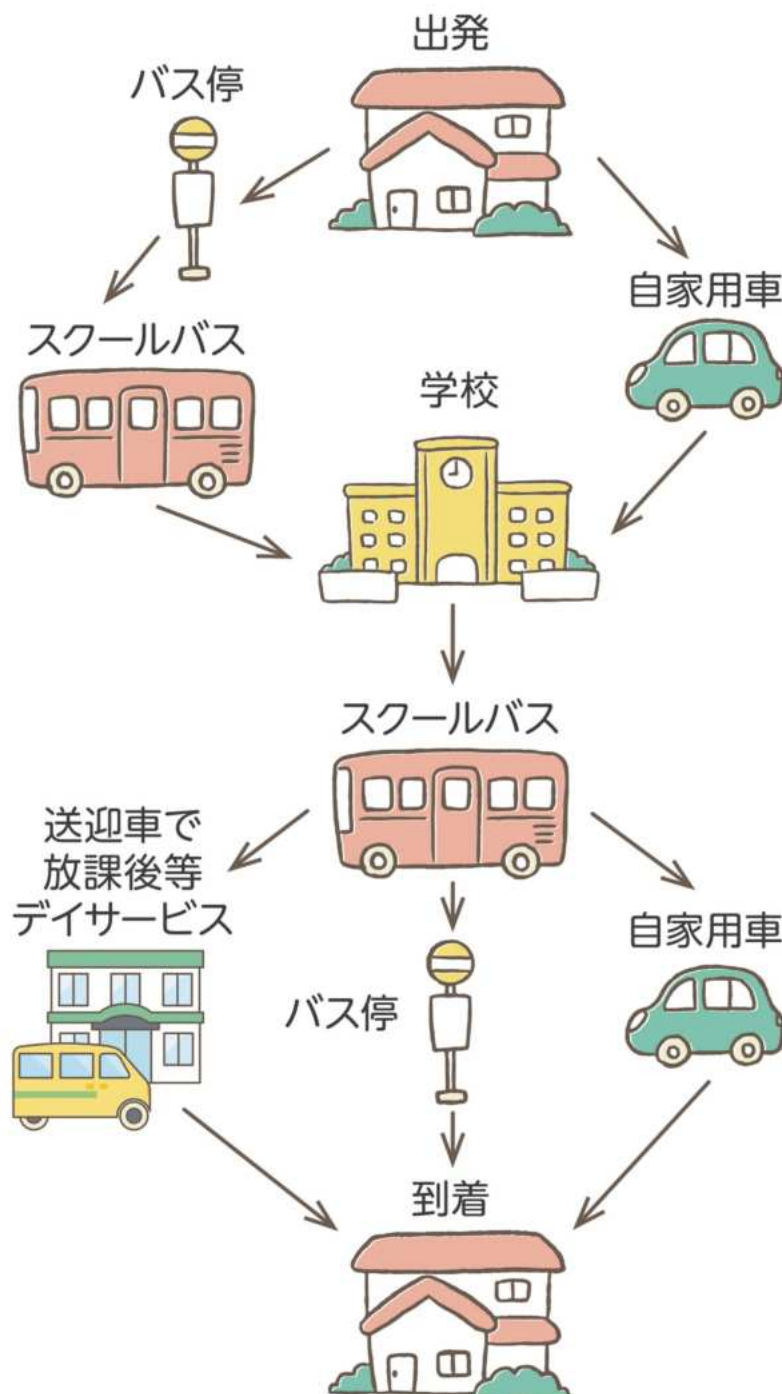 出発
バス停
自家用車
スクールバス
学校
スクールバス
送迎車で
放課後等
デイサービス
自家用車
バス停
到着